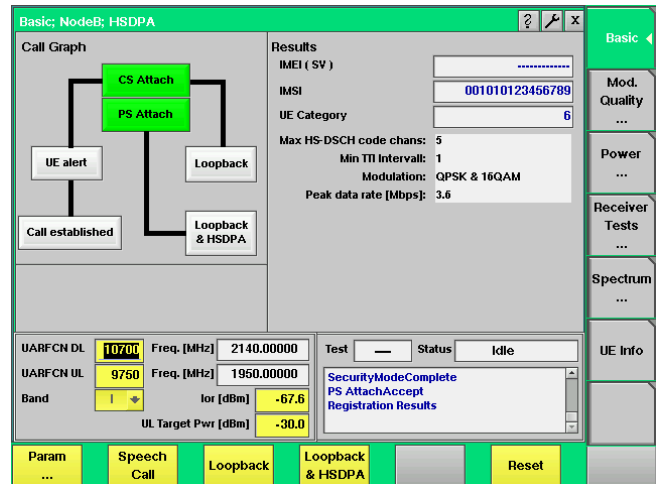 Basic; NodeB; HSDPA
? X
Basic
Call Graph
CS Attach
PS Attach
UE alert
Loopback
Call established
Loopback
& HSDPA
Results
IMEI ( SV ) ------------
IMSI 001010123456789
UE Category 6
Max HS-DSCH code chans: 5
Min TTI Intervall: 1
Modulation: QPSK & 16QAM
Peak data rate [Mbps]: 3.6
Mod.
Quality
...
Power
...
Receiver
Tests
...
Spectrum
...
UE Info
UARFCN DL 10700 Freq. [MHz] 2140.00000
UARFCN UL 9750 Freq. [MHz] 1950.00000
Band I Ior [dBm] -67.6
UL Target Pwr [dBm] -30.0
Test — Status Idle
SecurityModeComplete
PS AttachAccept
Registration Results
Param
...
Speech
Call
Loopback
Loopback
& HSDPA
Reset